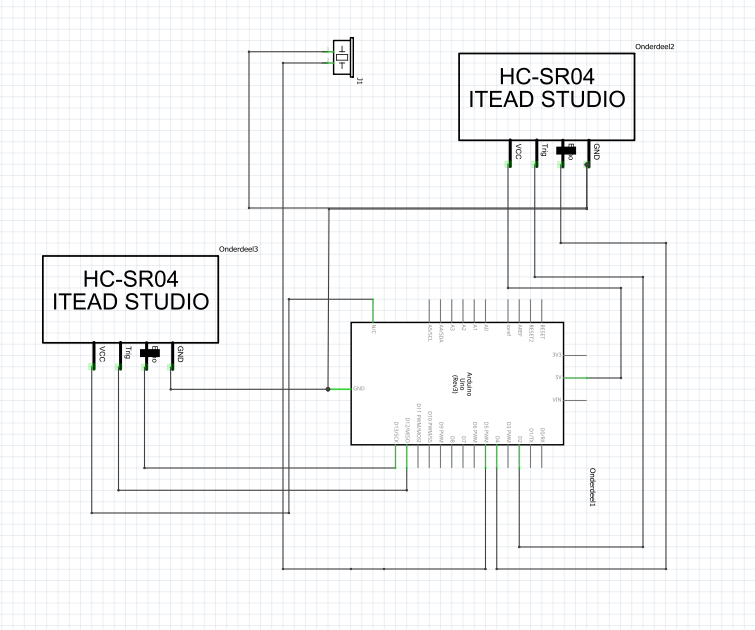 Onderdeel2
HC-SR04
ITEAD STUDIO
VCC
Trig
GND
J1
Onderdeel3
HC-SR04
ITEAD STUDIO
VCC
Trig
GND
N/C
A5/SCL
A4/SDA
A3
A2
A1
A0
ioref
AREF
RESET2
RESET
3V3
5V
VIN
GND
Arduino
Uno
(Rev3)
D13/SCK
D12/MISO
D11 PWM/MOSI
D10 PWM/SS
D9 PWM
D8
D7
D6 PWM
D5 PWM
D4
D3 PWM
D2
D1/TX
D0/RX
Onderdeel1